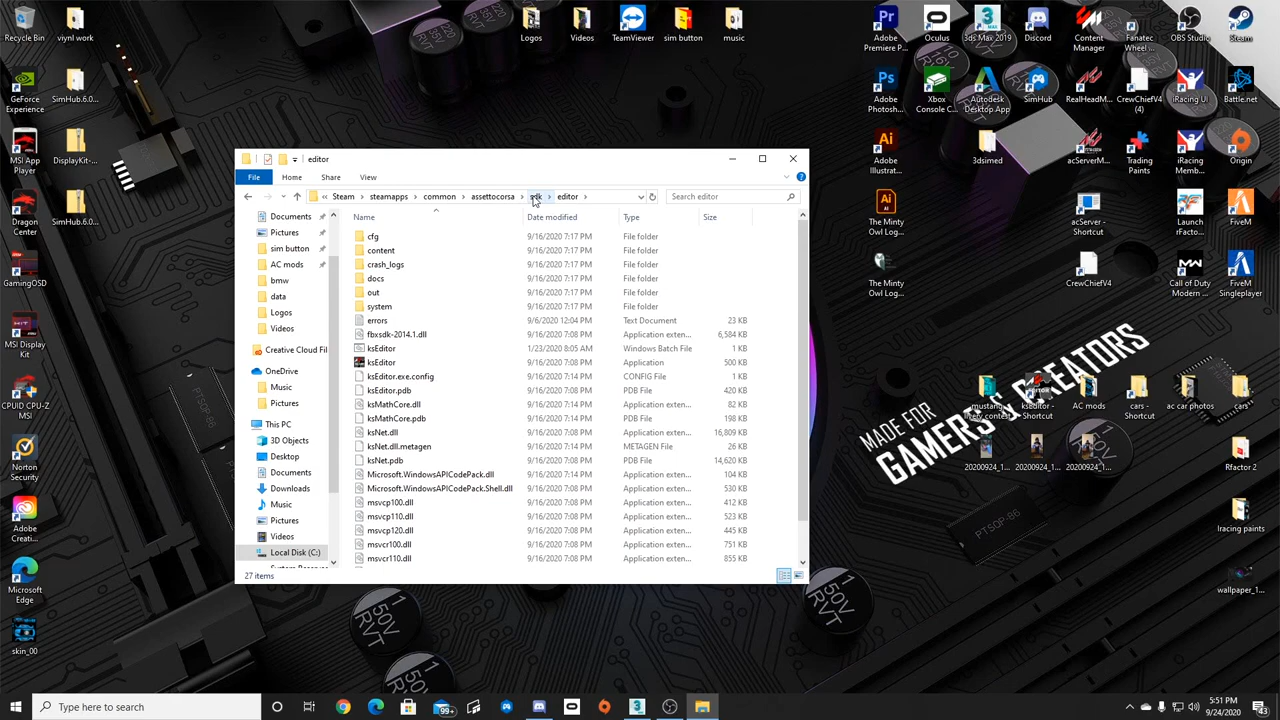 Recycle Bin
viynl work
Logos
Videos
TeamViewer
sim button
music
Adobe Premiere P...
Oculus
3ds Max 2019
Discord
Content Manager
Fanatec Wheel ...
OBS Studio
Steam
GeForce Experience
SimHub.6.0...
Adobe Photosh...
Xbox Console C...
Autodesk Desktop App
SimHub
RealHeadM...
CrewChiefV4 (4)
iRacing UI
Battle.net
MSI App Player
DisplayKit-...
Adobe Illustrat...
3dsimed
acServerM...
Trading Paints
iRacing Memb...
Origin
Dragon Center
SimHub.6.0...
The Minty Owl Log...
acServer - Shortcut
Launch rFacto...
FiveM
GamingOSD
The Minty Owl Log...
CrewChiefV4
Call of Duty Modern ...
FiveM Singleplayer
MSI Display Kit
CPUID CPU-Z MSI
Norton Security
Adobe Creati...
Microsoft Edge
skin_00
editor
File
Home
Share
View
« Steam › steamapps › common › assettocorsa › sdk › editor ›
Search editor
Documents
Pictures
sim button
AC mods
bmw
data
Logos
Videos
Creative Cloud Fil
OneDrive
Music
Pictures
This PC
3D Objects
Desktop
Documents
Downloads
Music
Pictures
Videos
Local Disk (C:)
Name Date modified Type Size
cfg 9/16/2020 7:17 PM File folder
content 9/16/2020 7:17 PM File folder
crash_logs 9/16/2020 7:17 PM File folder
docs 9/16/2020 7:17 PM File folder
out 9/16/2020 7:17 PM File folder
system 9/16/2020 7:17 PM File folder
errors 9/6/2020 12:04 PM Text Document 23 KB
fbxsdk-2014.1.dll 9/16/2020 7:08 PM Application exten... 6,584 KB
ksEditor 1/23/2020 8:05 AM Windows Batch File 1 KB
ksEditor 9/16/2020 7:08 PM Application 500 KB
ksEditor.exe.config 9/16/2020 7:14 PM CONFIG File 1 KB
ksEditor.pdb 9/16/2020 7:08 PM PDB File 420 KB
ksMathCore.dll 9/16/2020 7:14 PM Application exten... 82 KB
ksMathCore.pdb 9/16/2020 7:14 PM PDB File 198 KB
ksNet.dll 9/16/2020 7:08 PM Application exten... 16,809 KB
ksNet.dll.metagen 9/16/2020 7:14 PM METAGEN File 26 KB
ksNet.pdb 9/16/2020 7:08 PM PDB File 14,620 KB
Microsoft.WindowsAPICodePack.dll 9/16/2020 7:14 PM Application exten... 104 KB
Microsoft.WindowsAPICodePack.Shell.dll 9/16/2020 7:08 PM Application exten... 530 KB
msvcp100.dll 9/16/2020 7:08 PM Application exten... 412 KB
msvcp110.dll 9/16/2020 7:08 PM Application exten... 523 KB
msvcp120.dll 9/16/2020 7:08 PM Application exten... 445 KB
msvcr100.dll 9/16/2020 7:08 PM Application exten... 751 KB
msvcr110.dll 9/16/2020 7:08 PM Application exten... 855 KB
27 items
MADE FOR
GAMERS & CREATORS
ksEditor - Shortcut
AC mods
cars - Shortcut
ac car photos
cars
20200924_1...
20200924_1...
20200924_1...
Rfactor 2
Iracing paints
wallpaper_1...
Type here to search
99+
5:51 PM
9/24/2020
43